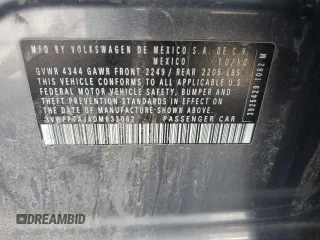 MFD BY VOLKSWAGEN DE MEXICO S.A. DE C.V.
MEXICO 10/12
GVWR 4344 GAWR FRONT 2249 / REAR 2205 LBS
THIS VEHICLE CONFORMS TO ALL APPLICABLE U.S.
FEDERAL MOTOR VEHICLE SAFETY, BUMPER AND
THEFT PREVENTION STANDARDS IN EFFECT ON THE
DATE OF MANUFACTURE SHOWN ABOVE
PASSENGER CAR
DREAMBID